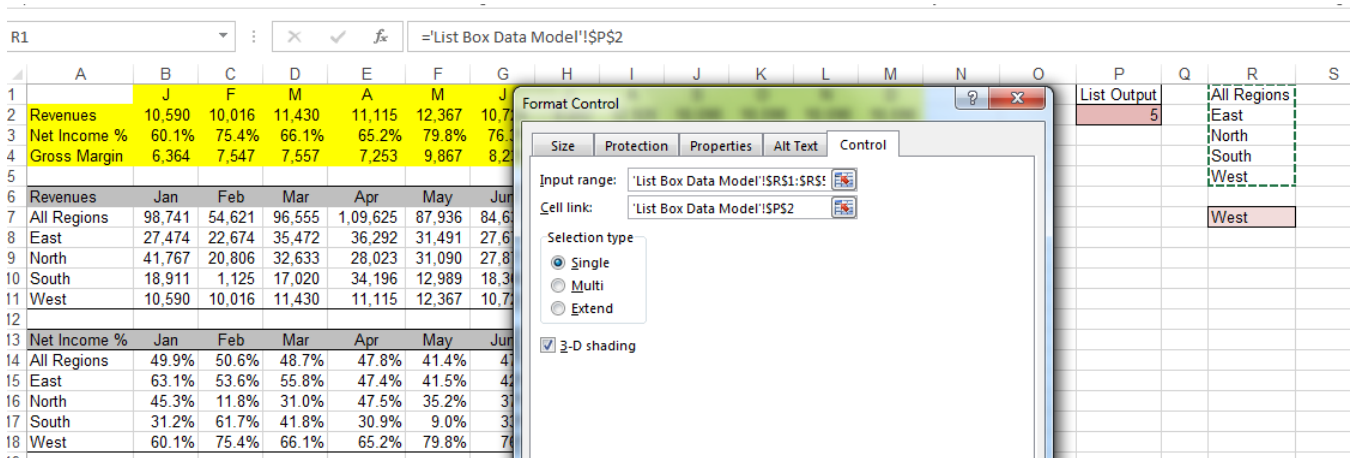 R1 fx ='List Box Data Model'!$P$2
A B C D E F G H I J K L M N O P Q R S
1 J F M A M J List Output All Regions
2 Revenues 10,590 10,016 11,430 11,115 12,367 5 East
3 Net Income % 60.1% 75.4% 66.1% 65.2% 79.8% North
4 Gross Margin 6,364 7,547 7,557 7,253 9,867 South
5 West
6 Revenues Jan Feb Mar Apr May Jun
7 All Regions 98,741 54,621 96,555 1,09,625 87,936 West
8 East 27,474 22,674 35,472 36,292 31,491
9 North 41,767 20,806 32,633 28,023 31,090
10 South 18,911 1,125 17,020 34,196 12,989
11 West 10,590 10,016 11,430 11,115 12,367
12
13 Net Income % Jan Feb Mar Apr May Jun
14 All Regions 49.9% 50.6% 48.7% 47.8% 41.4%
15 East 63.1% 53.6% 55.8% 47.4% 41.5%
16 North 45.3% 11.8% 31.0% 47.5% 35.2%
17 South 31.2% 61.7% 41.8% 30.9% 9.0%
18 West 60.1% 75.4% 66.1% 65.2% 79.8%
Format Control
Size Protection Properties Alt Text Control
Input range: 'List Box Data Model'!$R$1:$R$!
Cell link: 'List Box Data Model'!$P$2
Selection type
Single
Multi
Extend
3-D shading